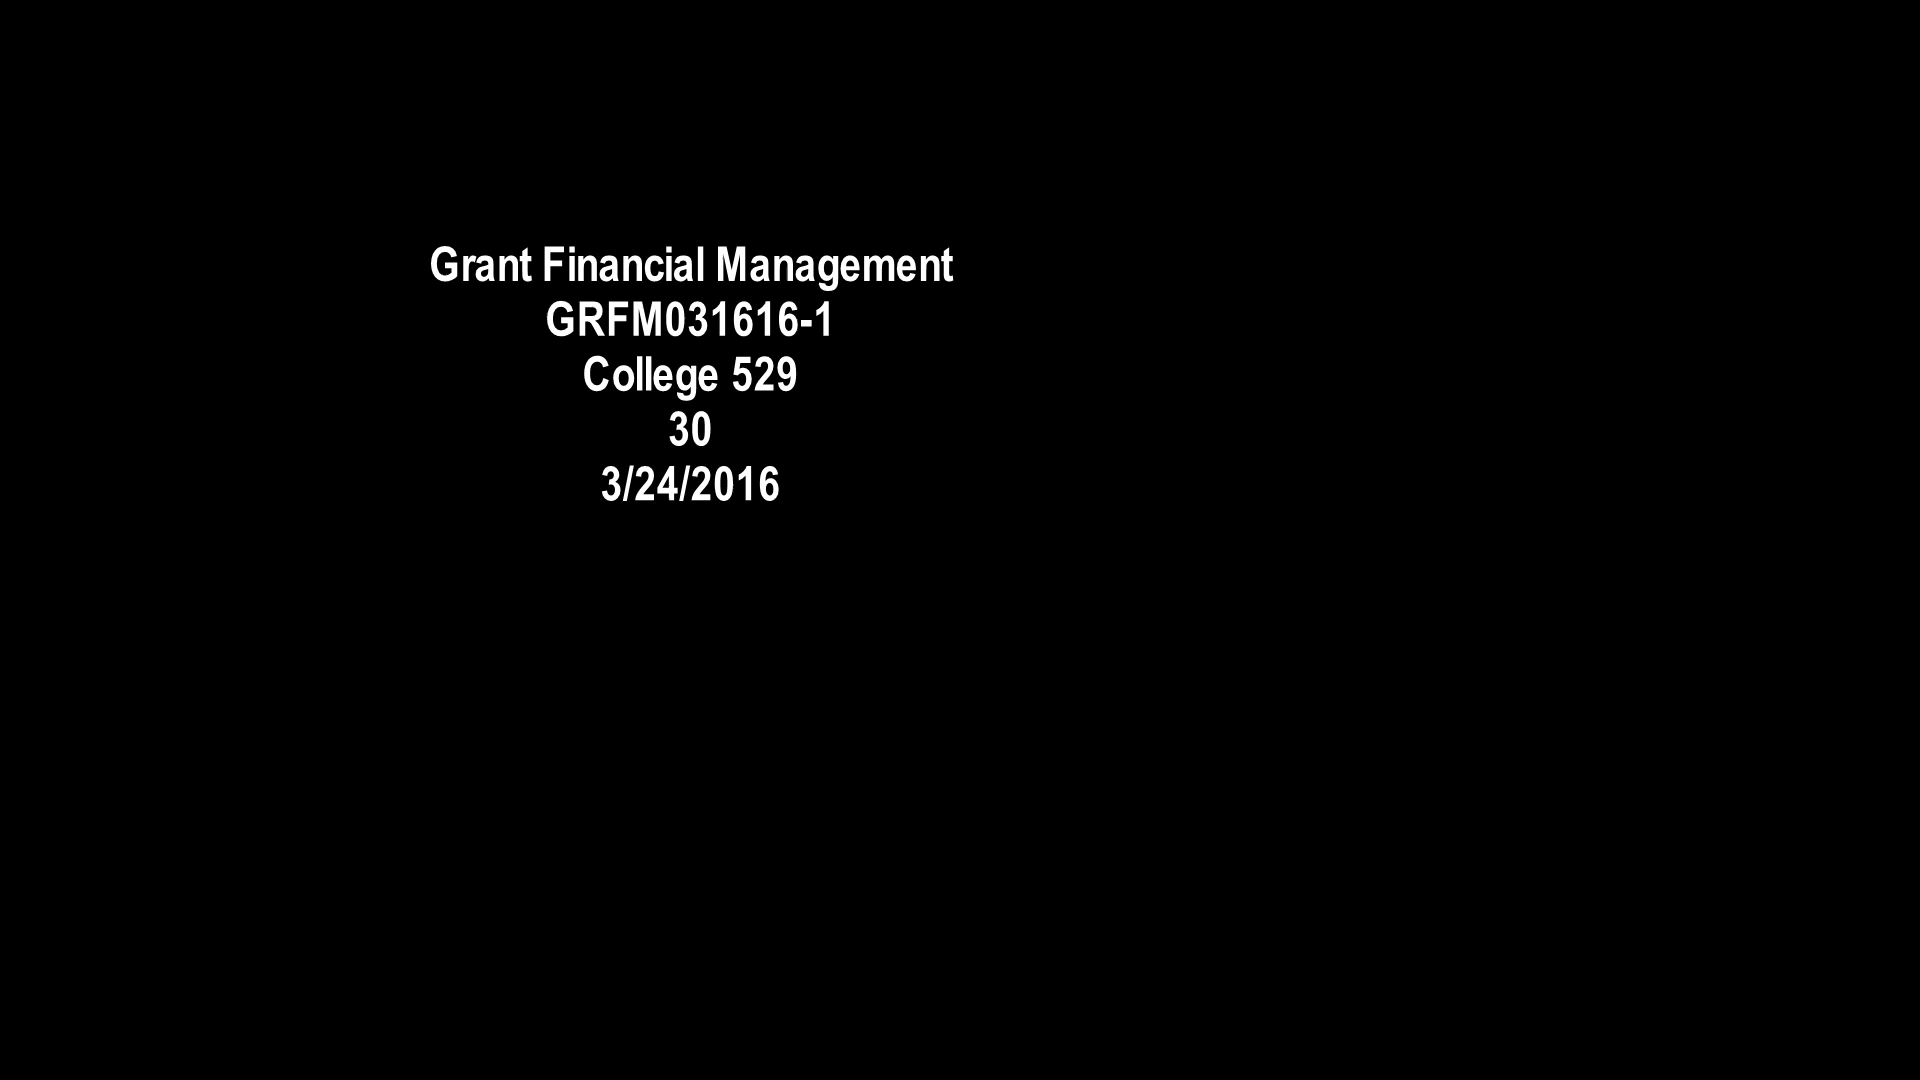 Grant Financial Management
GRFM031616-1
College 529
30
3/24/2016